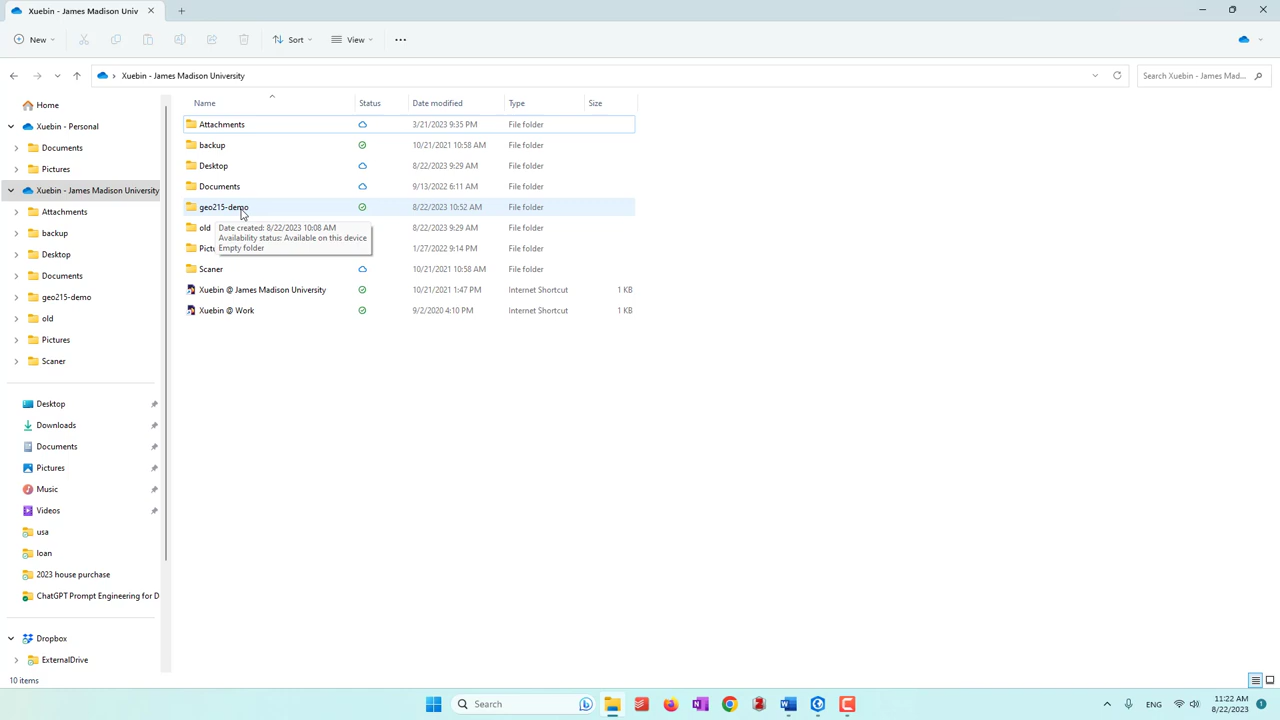 Xuebin - James Madison Univ
New
Sort
View
Xuebin - James Madison University
Search Xuebin - James Mad...
Home
Xuebin - Personal
Documents
Pictures
Xuebin - James Madison University
Attachments
backup
Desktop
Documents
geo215-demo
old
Pictures
Scaner
Desktop
Downloads
Documents
Pictures
Music
Videos
usa
loan
2023 house purchase
ChatGPT Prompt Engineering for D
Dropbox
ExternalDrive
Name Status Date modified Type Size
Attachments 3/21/2023 9:35 PM File folder
backup 10/21/2021 10:58 AM File folder
Desktop 8/22/2023 9:29 AM File folder
Documents 9/13/2022 6:11 AM File folder
geo215-demo 8/22/2023 10:52 AM File folder
old 8/22/2023 9:29 AM File folder
Pictu 1/27/2022 9:14 PM File folder
Scaner 10/21/2021 10:58 AM File folder
Xuebin @ James Madison University 10/21/2021 1:47 PM Internet Shortcut 1 KB
Xuebin @ Work 9/2/2020 4:10 PM Internet Shortcut 1 KB
Date created: 8/22/2023 10:08 AM
Availability status: Available on this device
Empty folder
10 items
Search
ENG
11:22 AM
8/22/2023